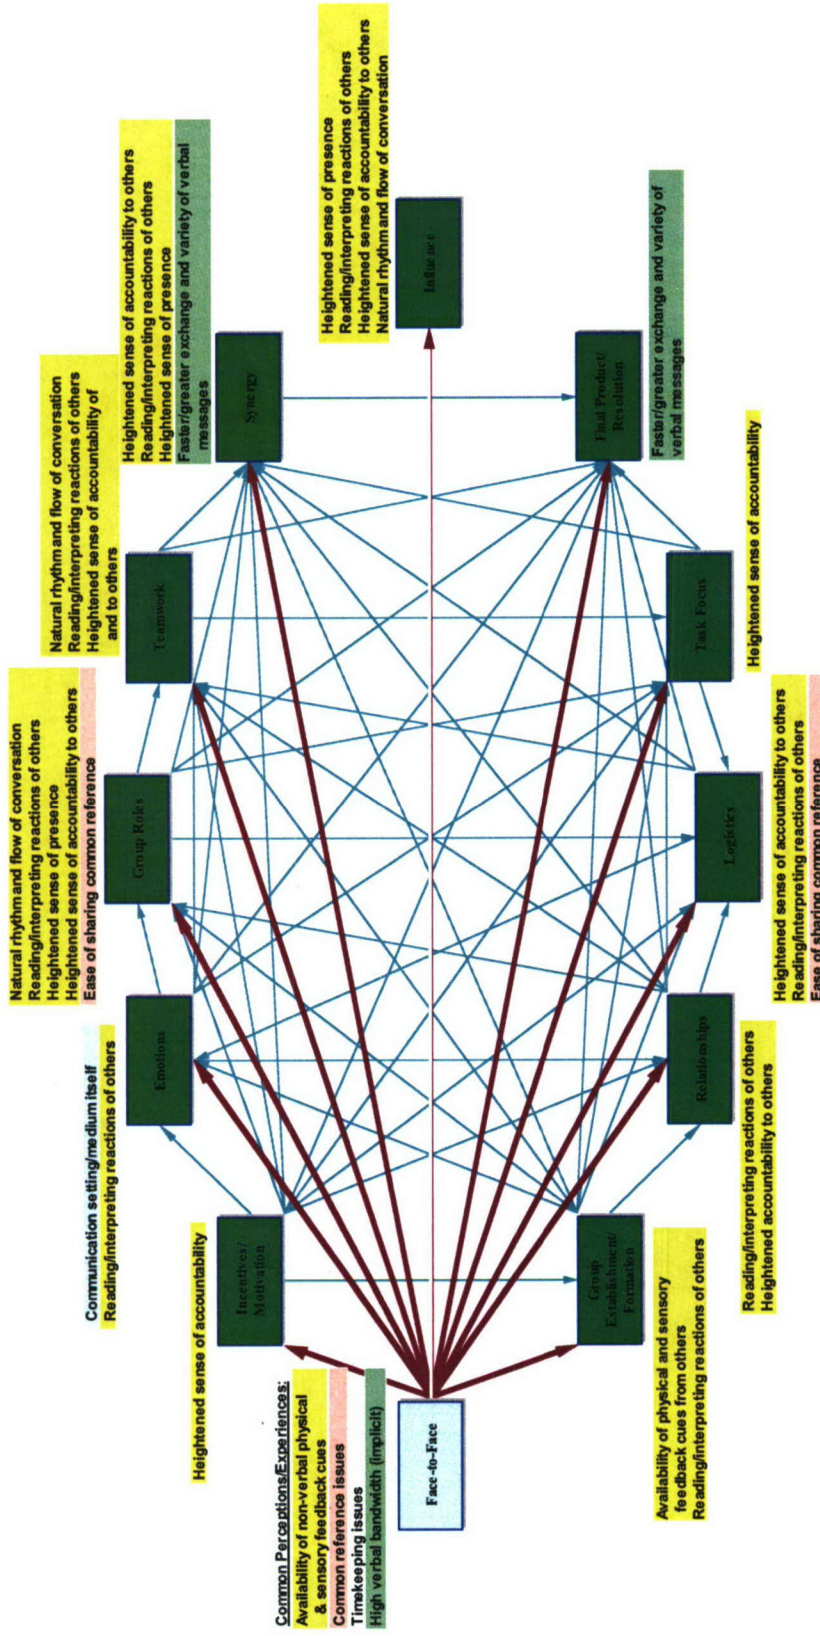 Common Perceptions/Experiences:
Availability of non-verbal physical
& sensory feedback cues
Common reference issues
Timekeeping issues
High verbal bandwidth (implicit)
Face-to-Face
Heightened sense of accountability
Incentives/
Motivation
Communication setting/medium itself
Reading/interpreting reactions of others
Emotions
Natural rhythm and flow of conversation
Reading/interpreting reactions of others
Heightened sense of presence
Heightened sense of accountability to others
Ease of sharing common reference
Group Roles
Natural rhythm and flow of conversation
Reading/interpreting reactions of others
Heightened sense of accountability of
and to others
Teamwork
Heightened sense of accountability to others
Reading/interpreting reactions of others
Heightened sense of presence
Faster/greater exchange and variety of verbal
messages
Synergy
Heightened sense of presence
Reading/interpreting reactions of others
Heightened sense of accountability to others
Natural rhythm and flow of conversation
Influence
Group
Establishment/
Formation
Availability of physical and sensory
feedback cues from others
Reading/interpreting reactions of others
Relationships
Reading/interpreting reactions of others
Heightened accountability to others
Logistics
Heightened sense of accountability to others
Reading/interpreting reactions of others
Ease of sharing common reference
Task Focus
Heightened sense of accountability
Final Product/
Resolution
Faster/greater exchange and variety of
verbal messages